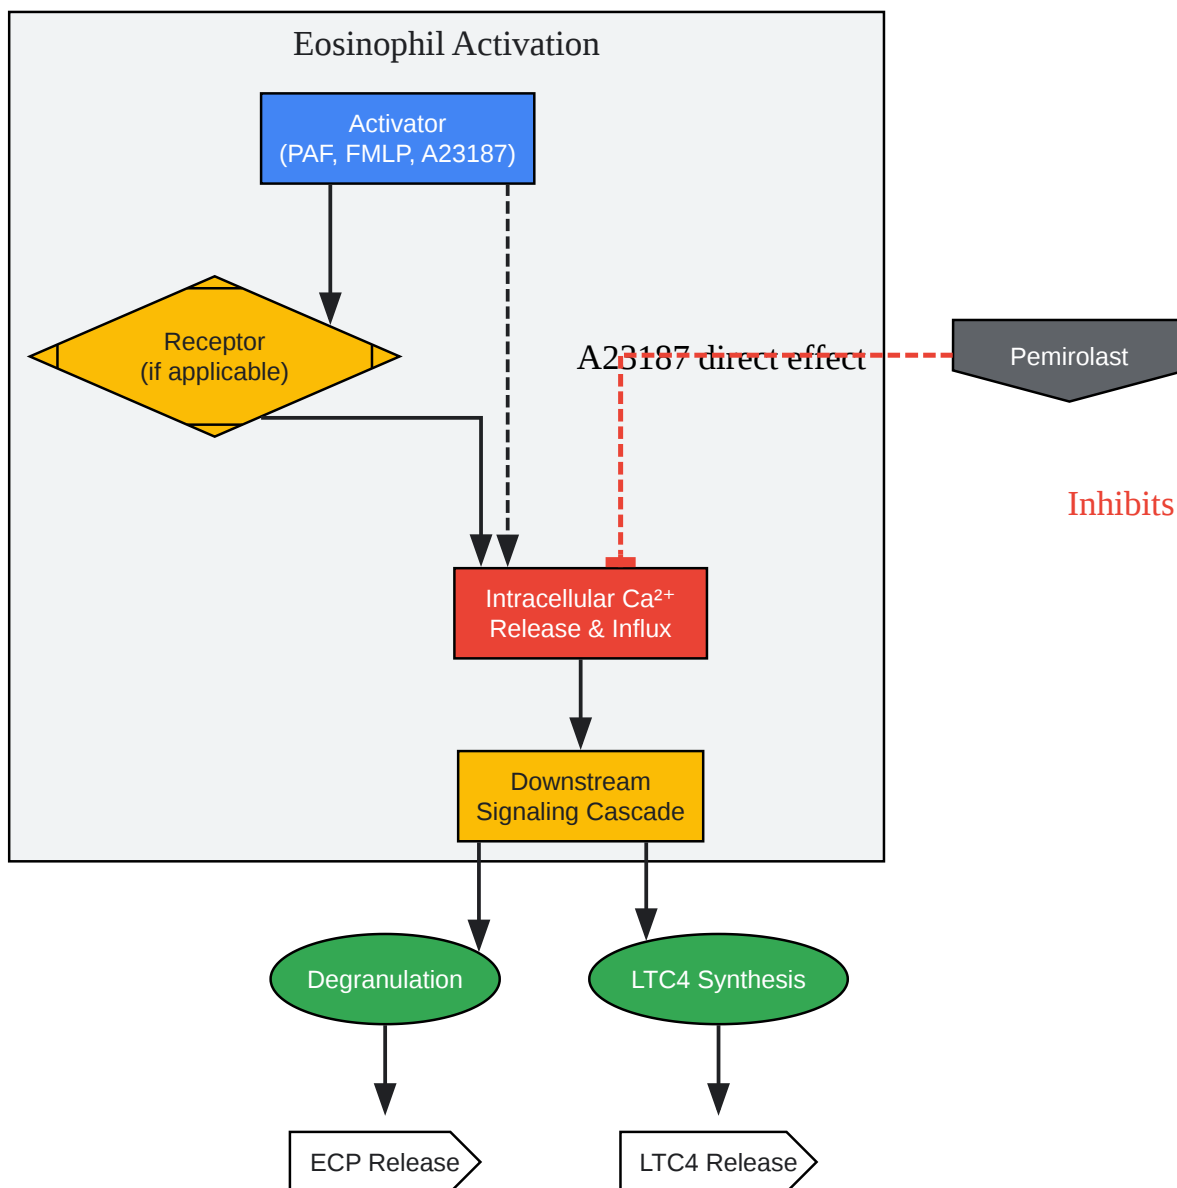 Eosinophil Activation
Activator
(PAF, FMLP, A23187)
Receptor
(if applicable)
A23187 direct effect
Pemirolast
Inhibits
Intracellular Ca²⁺
Release & Influx
Downstream
Signaling Cascade
Degranulation
LTC4 Synthesis
ECP Release
LTC4 Release